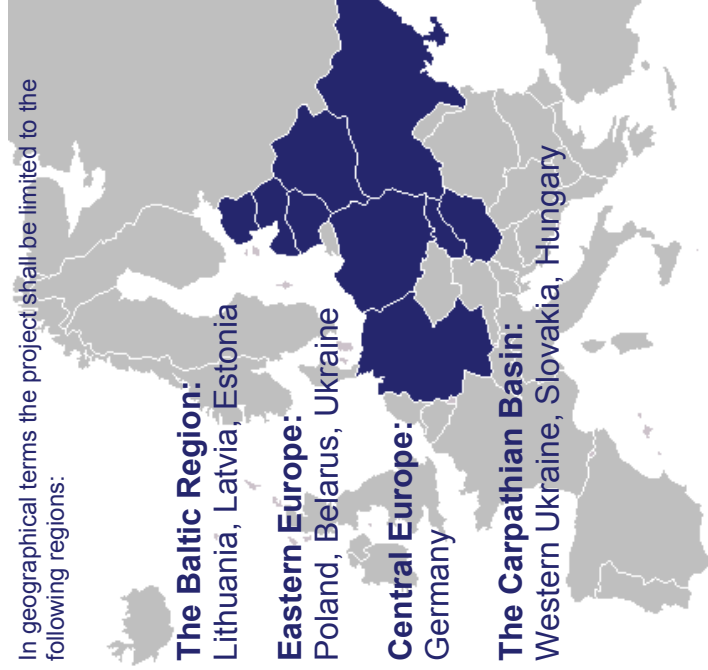 In geographical terms the project shall be limited to the
following regions:
The Baltic Region:
Lithuania, Latvia, Estonia
Eastern Europe:
Poland, Belarus, Ukraine
Central Europe:
Germany
The Carpathian Basin:
Western Ukraine, Slovakia, Hungary